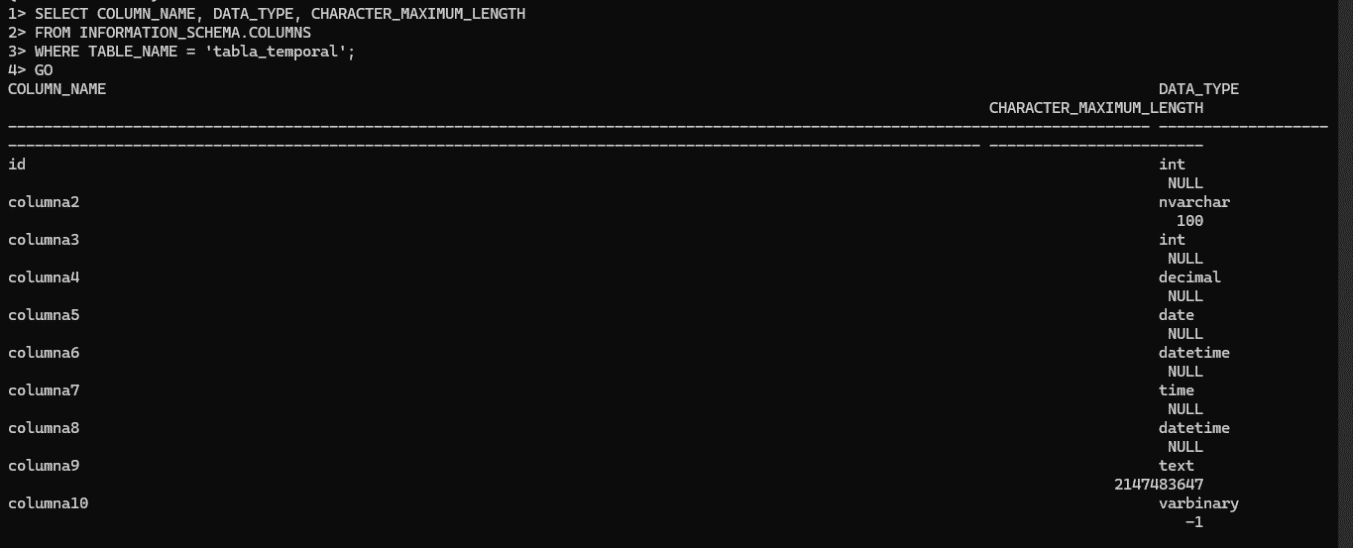 1> SELECT COLUMN_NAME, DATA_TYPE, CHARACTER_MAXIMUM_LENGTH
2> FROM INFORMATION_SCHEMA.COLUMNS
3> WHERE TABLE_NAME = 'tabla_temporal';
4> GO
COLUMN_NAME DATA_TYPE
CHARACTER_MAXIMUM_LENGTH
-------------------------------------------------------------------------------------------------------------------------------- -------------------
------------------------------------------------------------------------------------------------------------- ------------------------
id int
NULL
columna2 nvarchar
100
columna3 int
NULL
columna4 decimal
NULL
columna5 date
NULL
columna6 datetime
NULL
columna7 time
NULL
columna8 datetime
NULL
columna9 text
2147483647
columna10 varbinary
-1